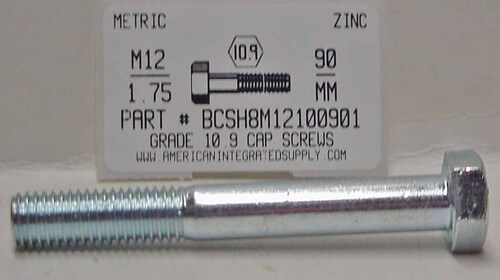 METRIC ZINC
10.9
M12 90
1.75 MM
PART # BCSH8M12100901
GRADE 10.9 CAP SCREWS
WWW.AMERICANINTEGRATEDSUPPLY.COM